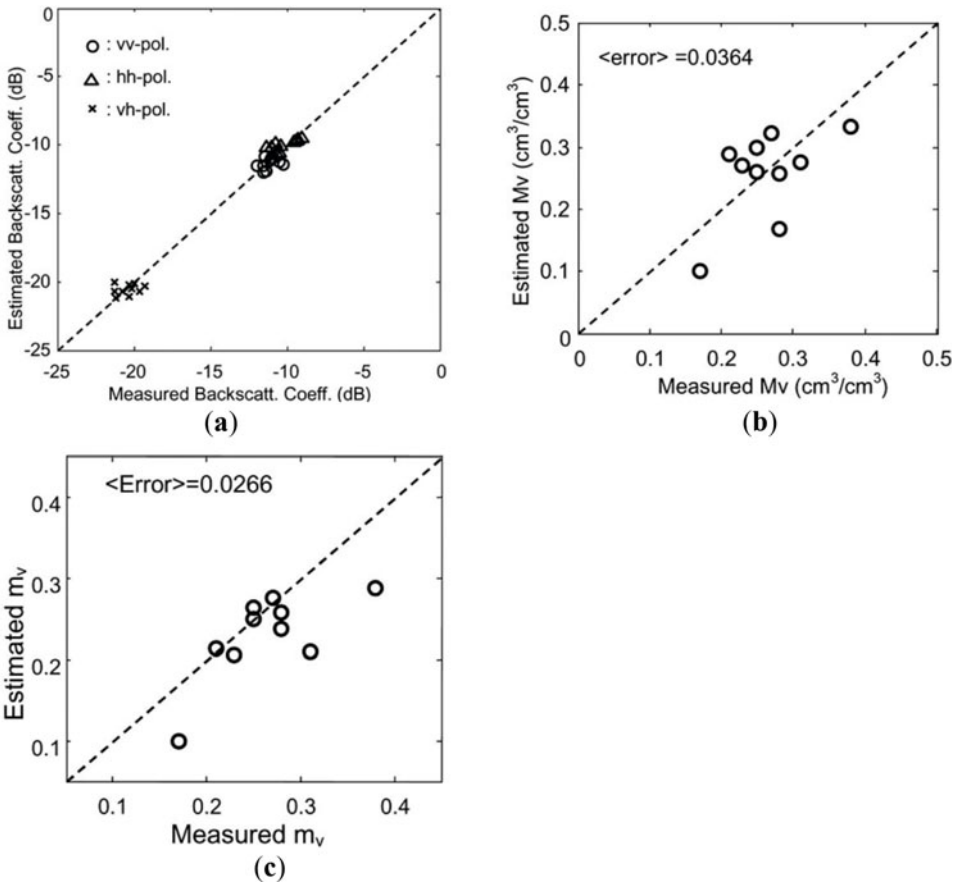 0
-5
-10
-15
-20
-25
Estimated Backscatt. Coeff. (dB)
: vv-pol.
: hh-pol.
: vh-pol.
-25 -20 -15 -10 -5 0
Measured Backscatt. Coeff. (dB)
(a)
0.5
0.4
0.3
0.2
0.1
0
Estimated Mv (cm³/cm³)
<error> =0.0364
0 0.1 0.2 0.3 0.4 0.5
Measured Mv (cm³/cm³)
(b)
0.4
0.3
0.2
0.1
Estimated mᵥ
<Error>=0.0266
0.1 0.2 0.3 0.4
Measured mᵥ
(c)